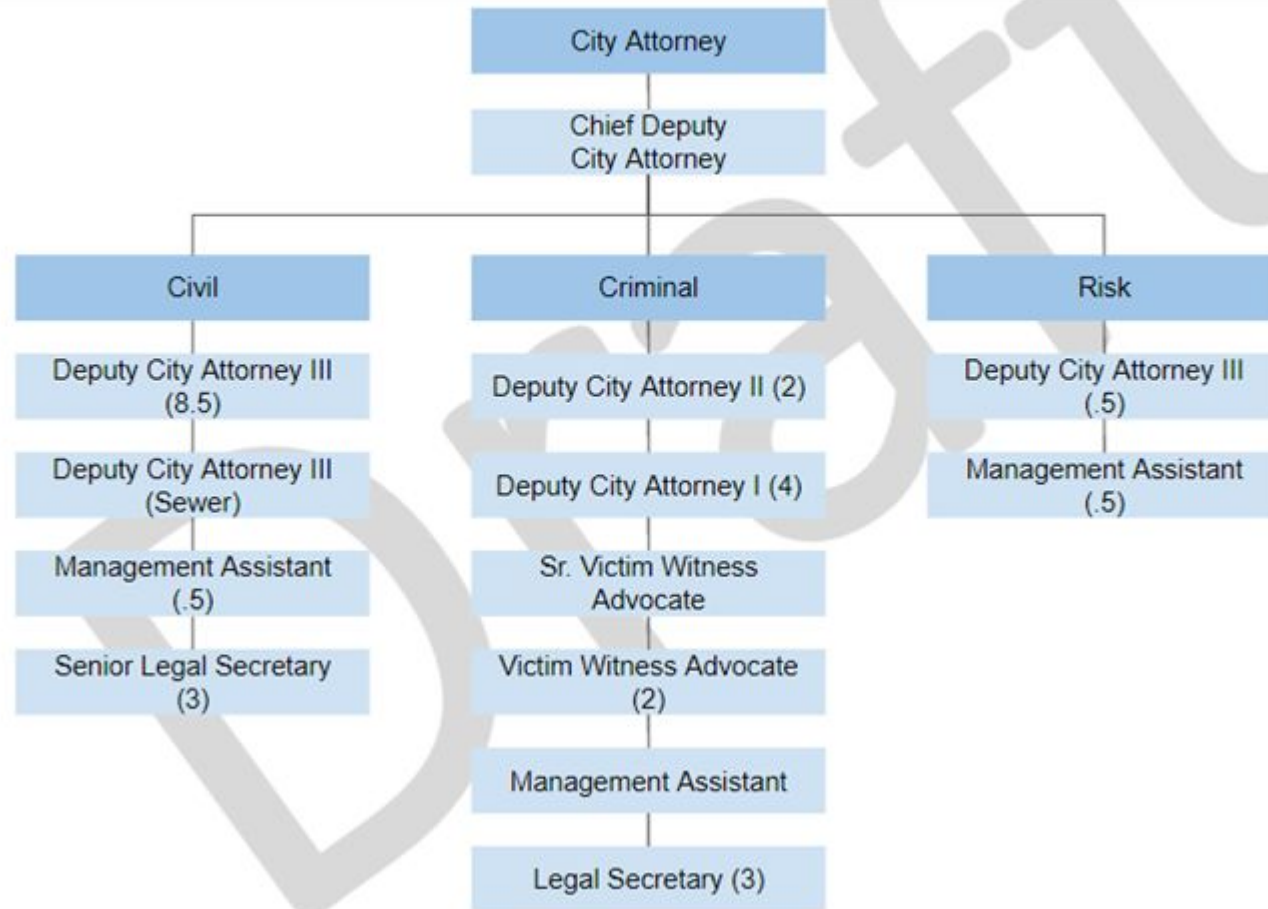 City Attorney
Chief Deputy
City Attorney
Civil
Deputy City Attorney III
(8.5)
Deputy City Attorney III
(Sewer)
Management Assistant
(.5)
Senior Legal Secretary
(3)
Criminal
Deputy City Attorney II (2)
Deputy City Attorney I (4)
Sr. Victim Witness
Advocate
Victim Witness Advocate
(2)
Management Assistant
Legal Secretary (3)
Risk
Deputy City Attorney III
(.5)
Management Assistant
(.5)
Draft